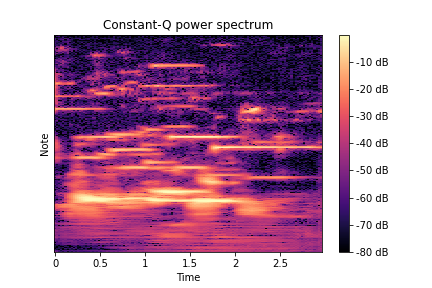 Constant-Q power spectrum
Note
-10 dB
-20 dB
-30 dB
-40 dB
-50 dB
-60 dB
-70 dB
-80 dB
0 0.5 1 1.5 2 2.5
Time